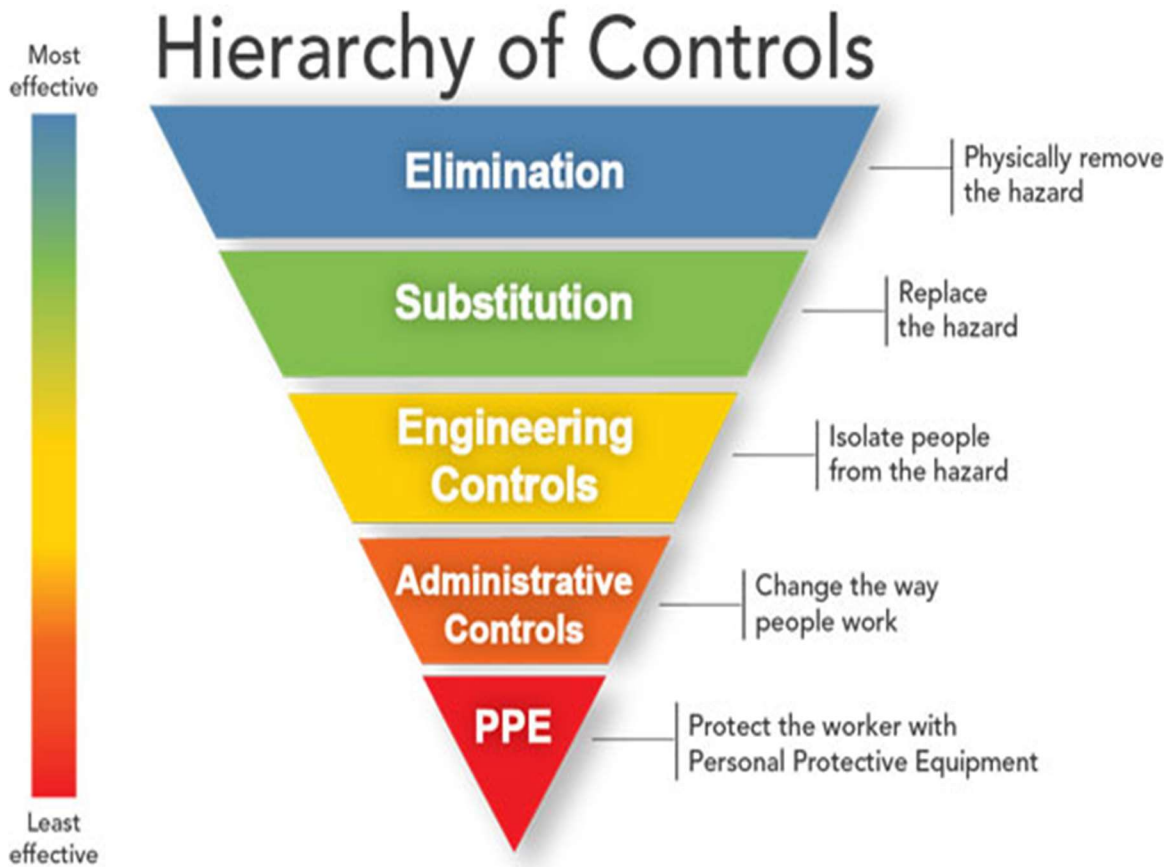 Hierarchy of Controls
Most
effective
Elimination
Physically remove
the hazard
Substitution
Replace
the hazard
Engineering
Controls
Isolate people
from the hazard
Administrative
Controls
Change the way
people work
PPE
Protect the worker with
Personal Protective Equipment
Least
effective